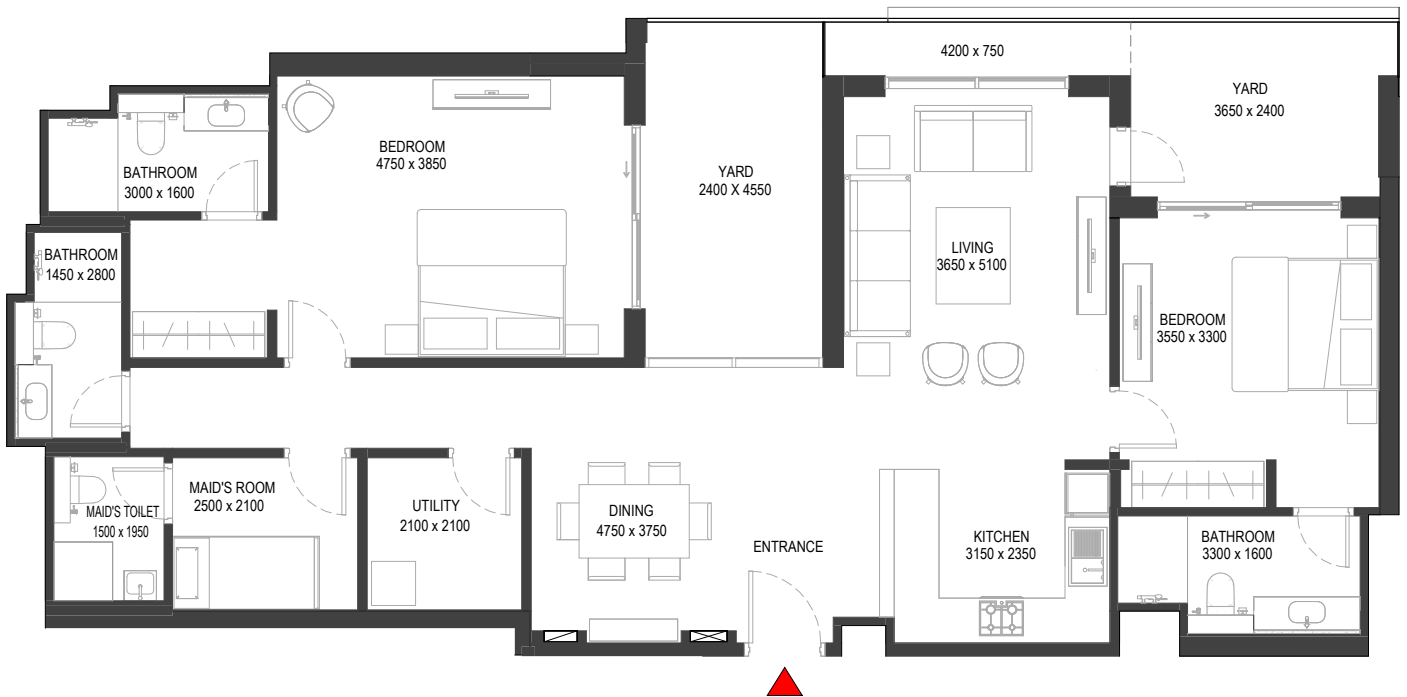 4200 x 750
YARD
3650 x 2400
BEDROOM
4750 x 3850
BATHROOM
3000 x 1600
YARD
2400 X 4550
BATHROOM
1450 x 2800
LIVING
3650 x 5100
BEDROOM
3550 x 3300
MAID'S ROOM
2500 x 2100
MAID'S TOILET
1500 x 1950
UTILITY
2100 x 2100
DINING
4750 x 3750
ENTRANCE
KITCHEN
3150 x 2350
BATHROOM
3300 x 1600